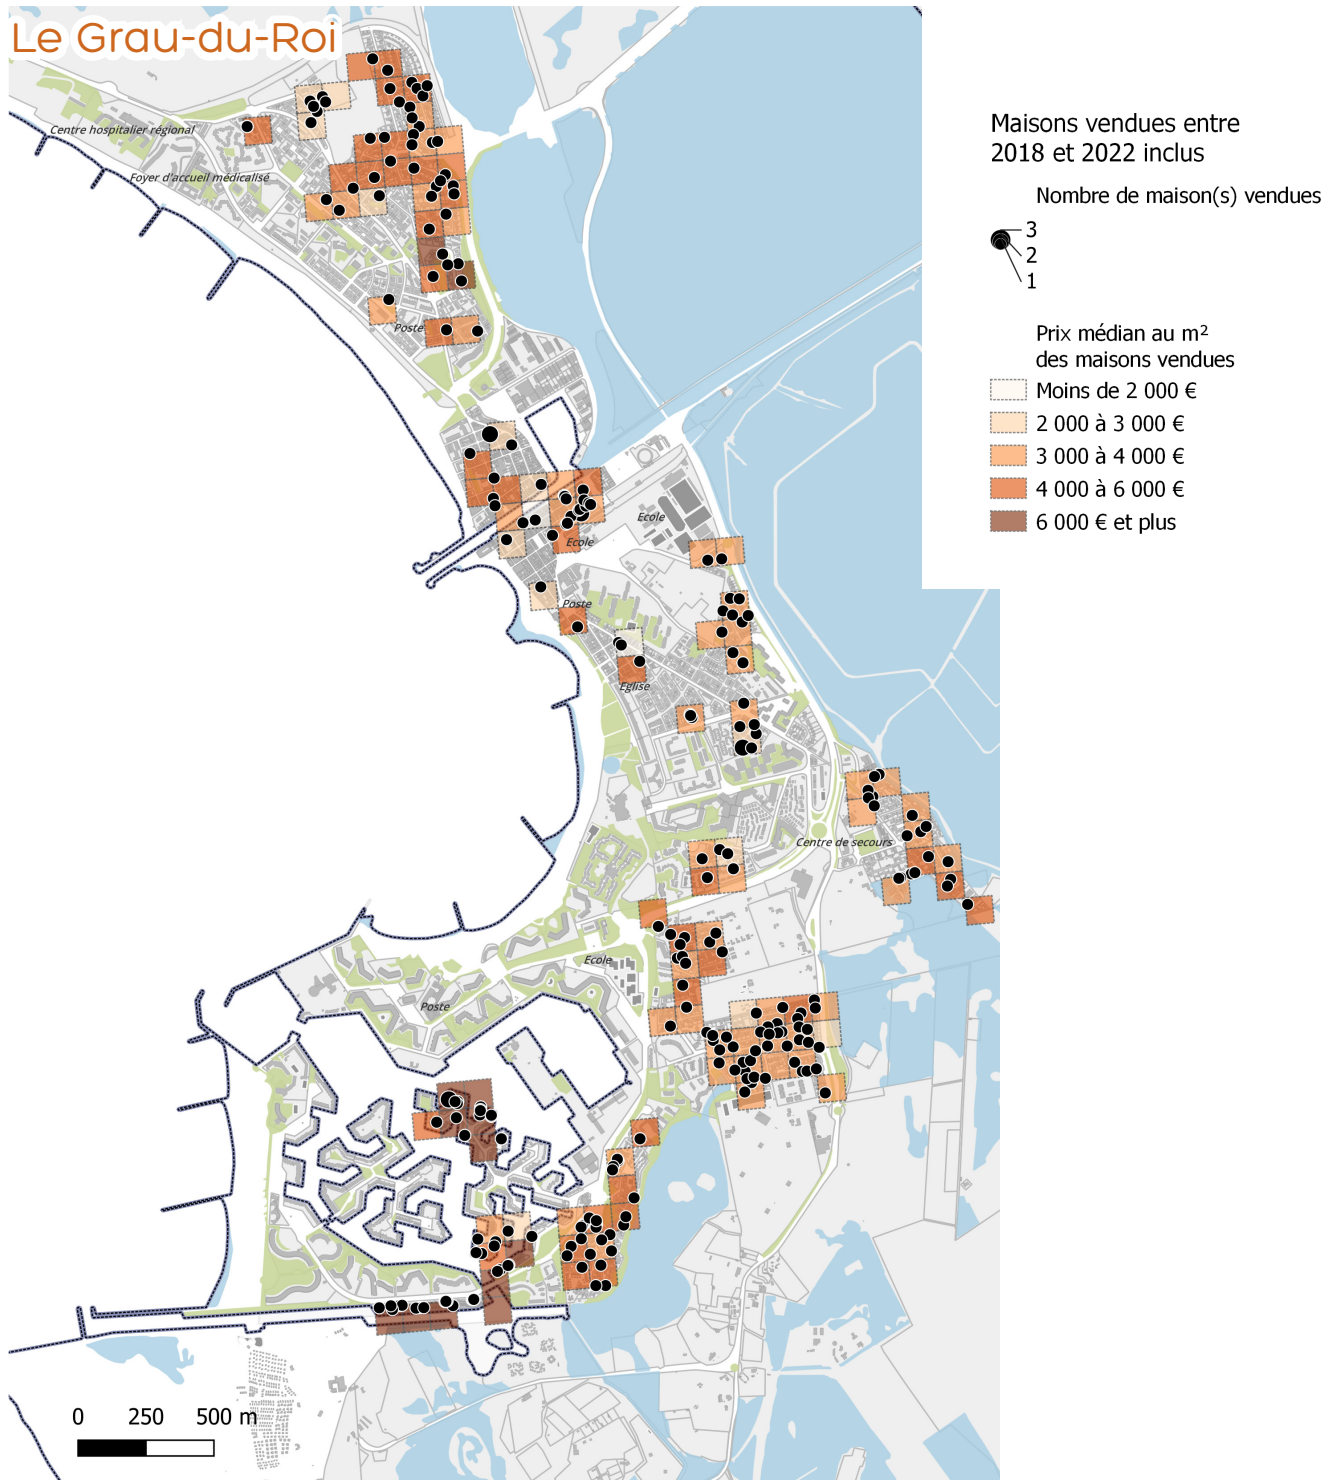 Le Grau-du-Roi
Centre hospitalier régional
Foyer d'accueil médicalisé
Poste
Ecole
Ecole
Poste
Eglise
Centre de secours
Ecole
Poste
0 250 500 m
Maisons vendues entre
2018 et 2022 inclus
Nombre de maison(s) vendues
3
2
1
Prix médian au m²
des maisons vendues
Moins de 2 000 €
2 000 à 3 000 €
3 000 à 4 000 €
4 000 à 6 000 €
6 000 € et plus